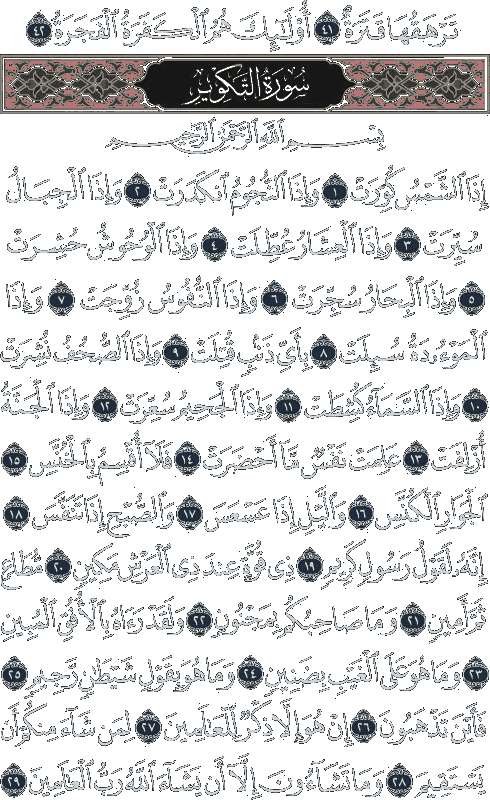 تَرْهَقُهَا قَتَرَةٌ ٤١ أُولَٰٓئِكَ هُمُ ٱلْكَفَرَةُ ٱلْفَجَرَةُ ٤٢
سُورَةُ التَّكْوِيرِ
بِسْمِ ٱللَّهِ ٱلرَّحْمَٰنِ ٱلرَّحِيمِ
إِذَا ٱلشَّمْسُ كُوِّرَتْ ١ وَإِذَا ٱلنُّجُومُ ٱنكَدَرَتْ ٢ وَإِذَا ٱلْجِبَالُ
سُيِّرَتْ ٣ وَإِذَا ٱلْعِشَارُ عُطِّلَتْ ٤ وَإِذَا ٱلْوُحُوشُ حُشِرَتْ
٥ وَإِذَا ٱلْبِحَارُ سُجِّرَتْ ٦ وَإِذَا ٱلنُّفُوسُ زُوِّجَتْ ٧ وَإِذَا
ٱلْمَوْءُۥدَةُ سُئِلَتْ ٨ بِأَىِّ ذَنۢبٍ قُتِلَتْ ٩ وَإِذَا ٱلصُّحُفُ نُشِرَتْ
١٠ وَإِذَا ٱلسَّمَآءُ كُشِطَتْ ١١ وَإِذَا ٱلْجَحِيمُ سُعِّرَتْ ١٢ وَإِذَا ٱلْجَنَّةُ
أُزْلِفَتْ ١٣ عَلِمَتْ نَفْسٌ مَّآ أَحْضَرَتْ ١٤ فَلَآ أُقْسِمُ بِٱلْخُنَّسِ ١٥
ٱلْجَوَارِ ٱلْكُنَّسِ ١٦ وَٱلَّيْلِ إِذَا عَسْعَسَ ١٧ وَٱلصُّبْحِ إِذَا تَنَفَّسَ ١٨
إِنَّهُۥ لَقَوْلُ رَسُولٍ كَرِيمٍ ١٩ ذِى قُوَّةٍ عِندَ ذِى ٱلْعَرْشِ مَكِينٍ ٢٠ مُّطَاعٍ
ثَمَّ أَمِينٍ ٢١ وَمَا صَاحِبُكُم بِمَجْنُونٍ ٢٢ وَلَقَدْ رَءَاهُ بِٱلْأُفُقِ ٱلْمُبِينِ
٢٣ وَمَا هُوَ عَلَى ٱلْغَيْبِ بِضَنِينٍ ٢٤ وَمَا هُوَ بِقَوْلِ شَيْطَٰنٍ رَّجِيمٍ ٢٥
فَأَيْنَ تَذْهَبُونَ ٢٦ إِنْ هُوَ إِلَّا ذِكْرٌ لِّلْعَٰلَمِينَ ٢٧ لِمَن شَآءَ مِنكُمْ أَن
يَسْتَقِيمَ ٢٨ وَمَا تَشَآءُونَ إِلَّآ أَن يَشَآءَ ٱللَّهُ رَبُّ ٱلْعَٰلَمِينَ ٢٩